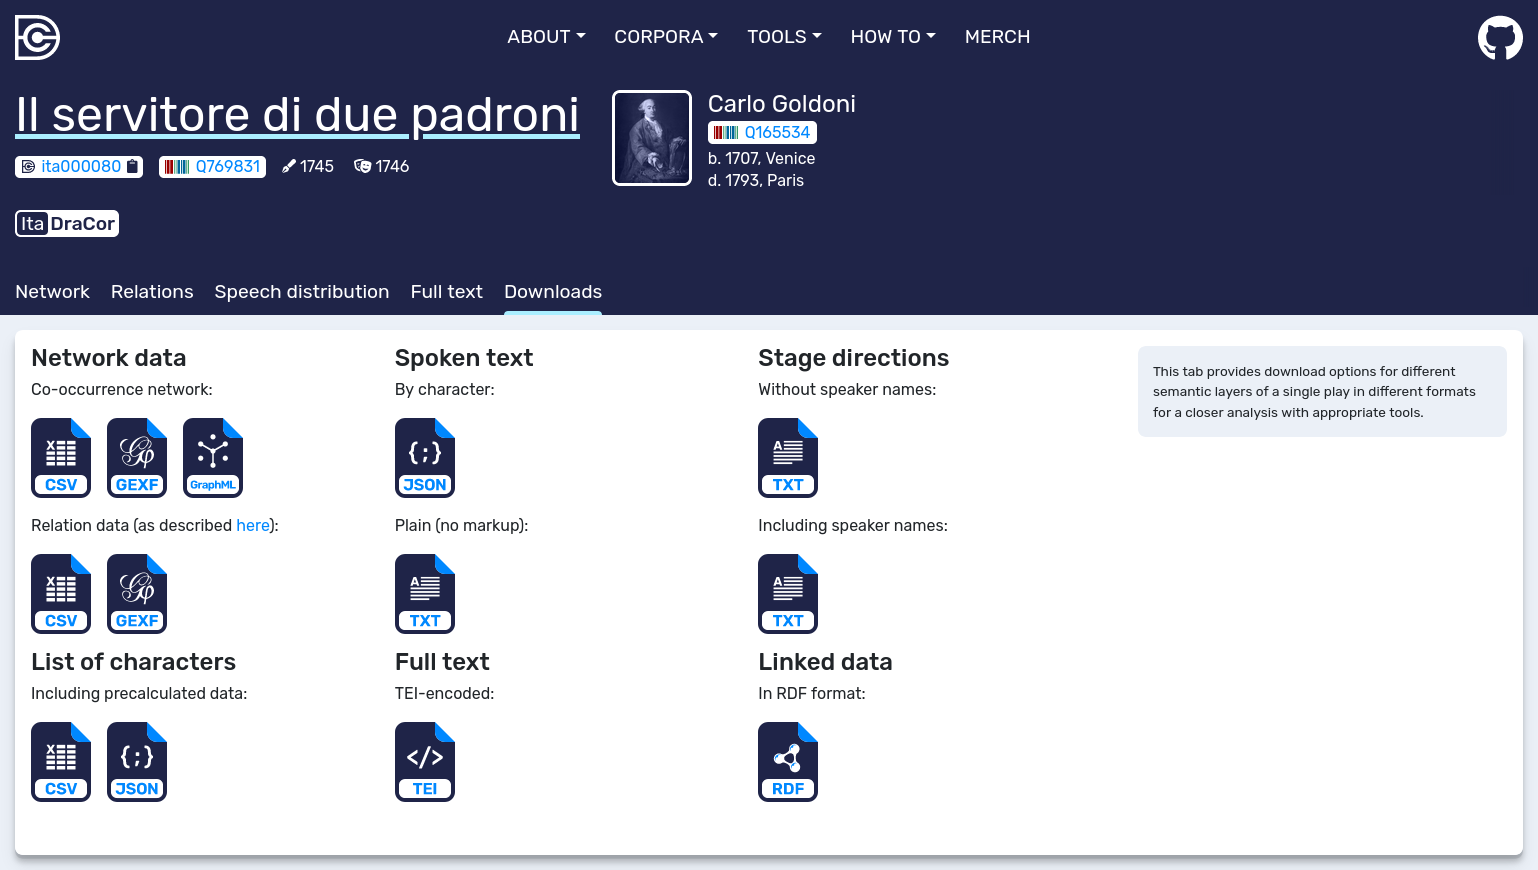 ABOUT CORPORA TOOLS HOW TO MERCH
Il servitore di due padroni
ita000080 Q769831 1745 1746
Carlo Goldoni
Q165534
b. 1707, Venice
d. 1793, Paris
Ita DraCor
Network Relations Speech distribution Full text Downloads
Network data
Co-occurrence network:
X
CSV
GEXF
GraphML
Relation data (as described here):
X
CSV
GEXF
List of characters
Including precalculated data:
X
CSV
{;}
JSON
Spoken text
By character:
{;}
JSON
Plain (no markup):
A
TXT
Full text
TEI-encoded:
</>
TEI
Stage directions
Without speaker names:
A
TXT
Including speaker names:
A
TXT
Linked data
In RDF format:
RDF
This tab provides download options for different
semantic layers of a single play in different formats
for a closer analysis with appropriate tools.